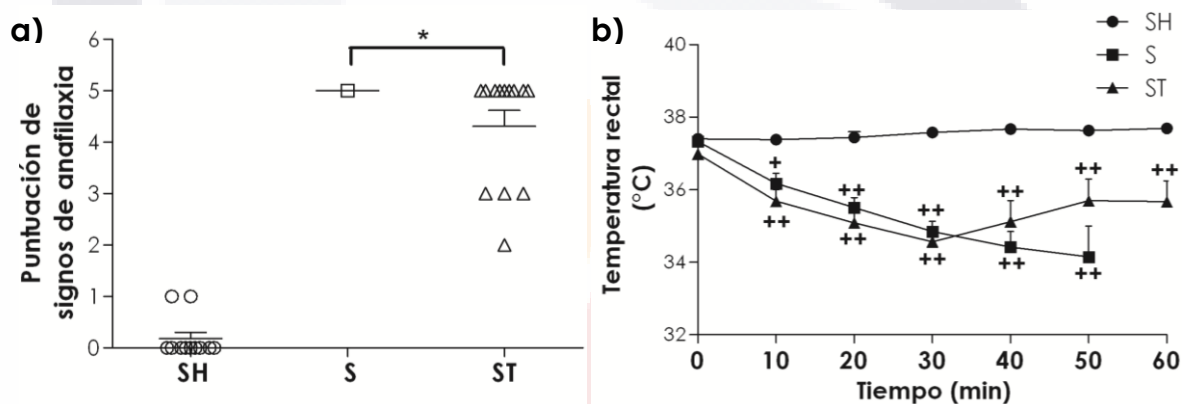 a)
Puntuación de
signos de anafilaxia
6
5
4
3
2
1
0
*
SH
S
ST
b)
SH
S
ST
Temperatura rectal
(°C)
40
38
36
34
32
+
++
++
++
++
++
++
++
++
++
++
++
0
10
20
30
40
50
60
Tiempo (min)